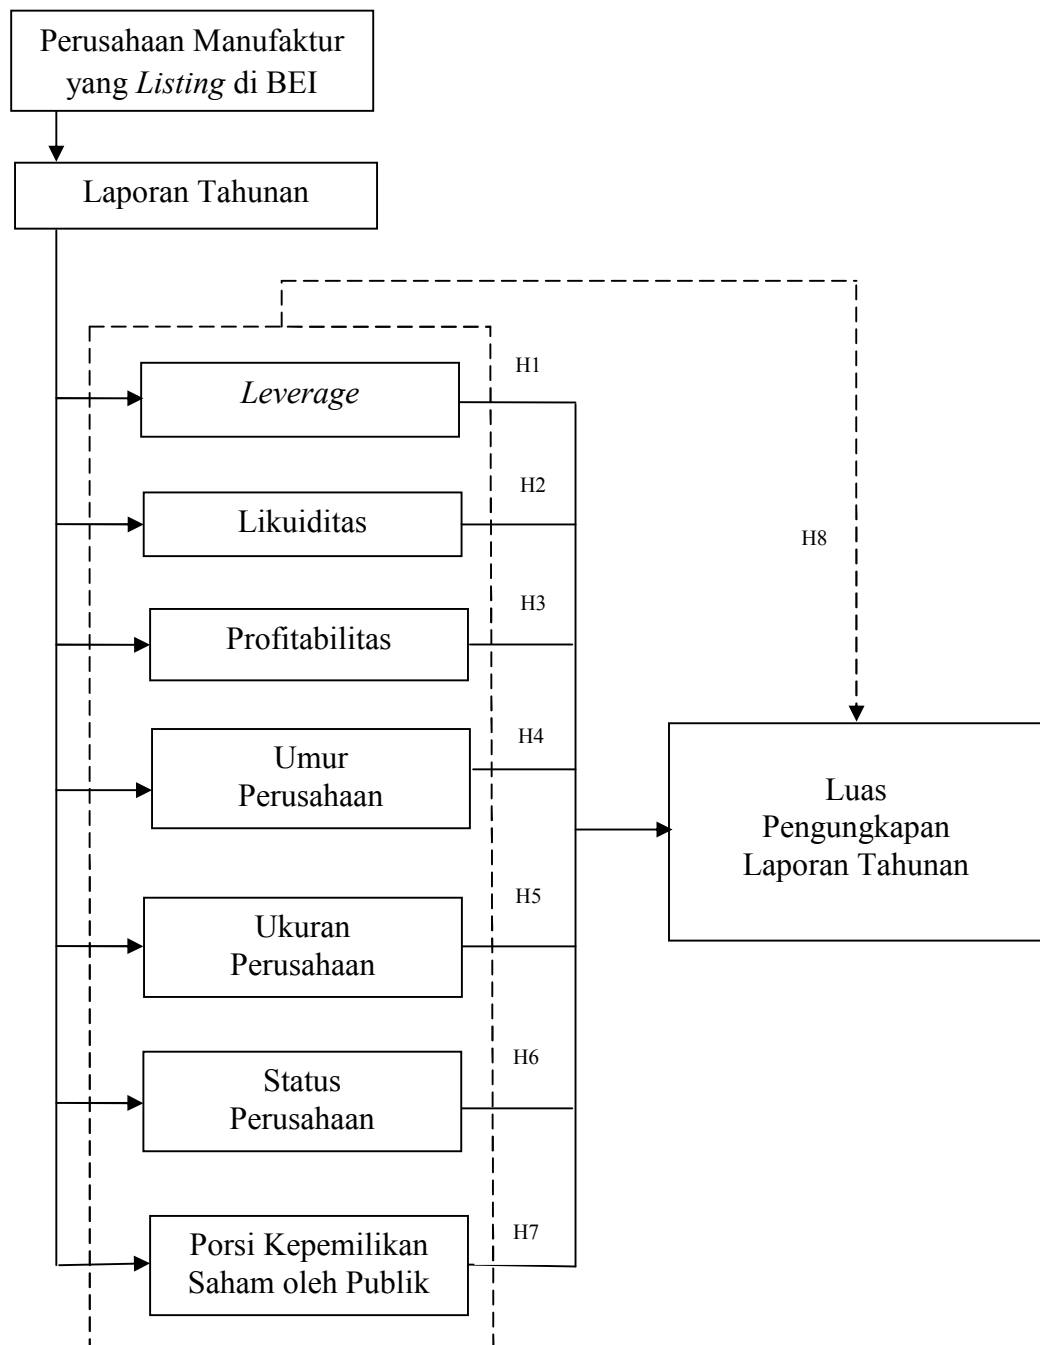 Perusahaan Manufaktur
yang Listing di BEI
Laporan Tahunan
H1
Leverage
H2
Likuiditas
H8
H3
Profitabilitas
H4
Umur
Perusahaan
Luas
Pengungkapan
Laporan Tahunan
H5
Ukuran
Perusahaan
H6
Status
Perusahaan
H7
Porsi Kepemilikan
Saham oleh Publik